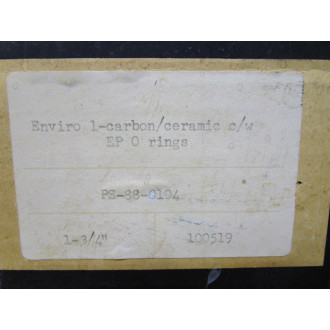 Enviro 1-carbon/ceramic c/w
EP O rings
PS-88-0194
1-3/4" 100519